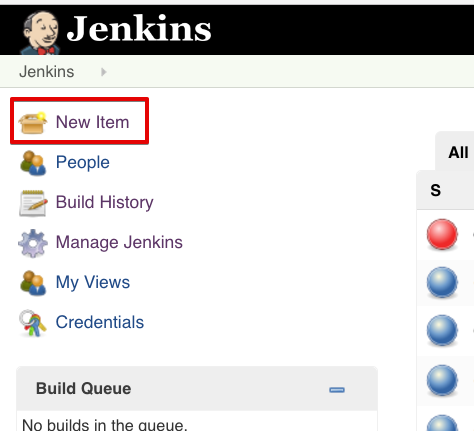 Jenkins
Jenkins
New Item
People
Build History
Manage Jenkins
My Views
Credentials
Build Queue
No builds in the queue.
All
S